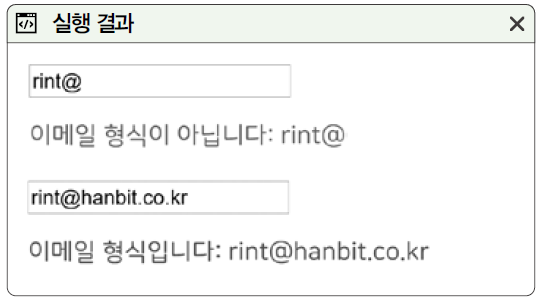 실행 결과
rint@
이메일 형식이 아닙니다: rint@
rint@hanbit.co.kr
이메일 형식입니다: rint@hanbit.co.kr